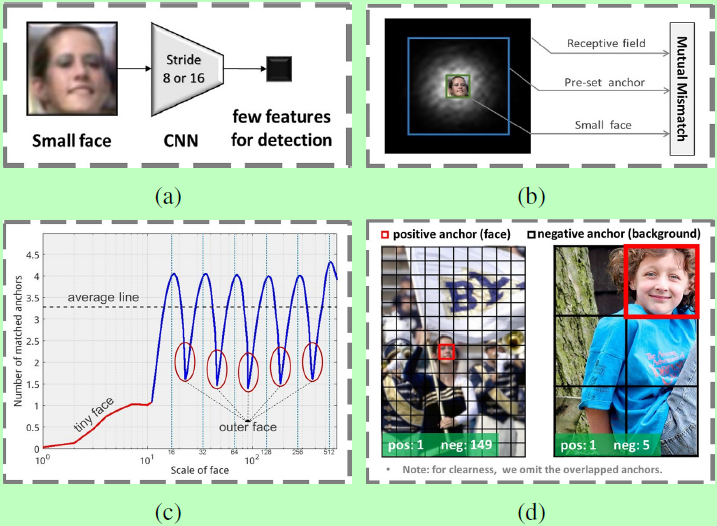 Stride
8 or 16
Small face
CNN
few features
for detection
(a)
Receptive field
Pre-set anchor
Small face
Mutual Mismatch
(b)
Number of matched anchors
4.5
4
3.5
3
2.5
2
1.5
1
0.5
0
average line
tiny face
outer face
10^0
10^1
16
32
64
10^2
128
256
512
Scale of face
(c)
positive anchor (face)
negative anchor (background)
BY
pos: 1 neg: 149
pos: 1 neg: 5
• Note: for clearness, we omit the overlapped anchors.
(d)